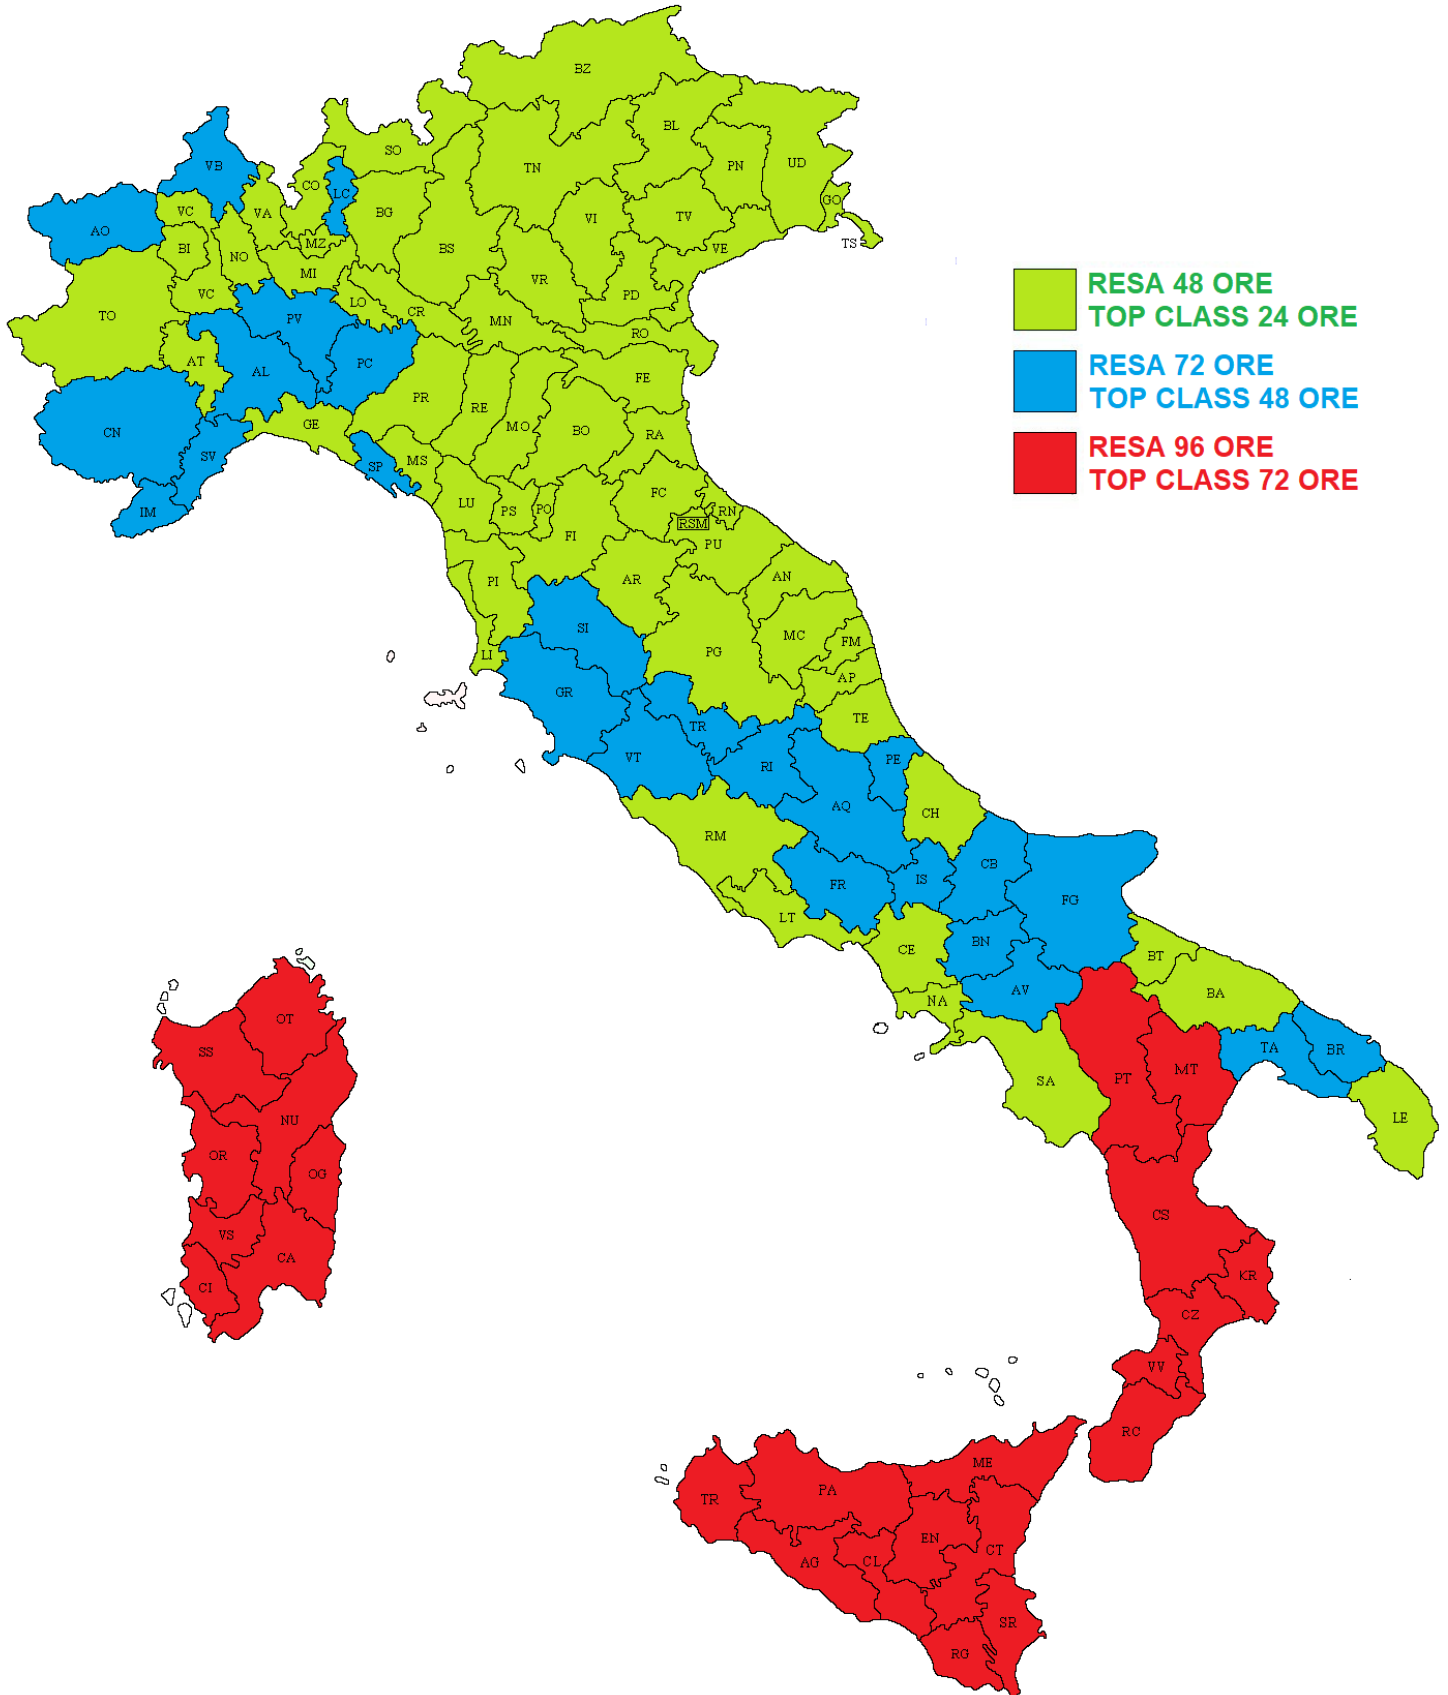 BZ
BL
SO
TN
PN
UD
VB
CO
LC
BG
VC
VA
VI
TV
GO
AO
BI
NO
MZ
BS
VE
TS
MI
VR
RESA 48 ORE
TOP CLASS 24 ORE
TO
VC
LO
CR
PD
PV
MN
RO
AT
AL
PC
FE
RESA 72 ORE
TOP CLASS 48 ORE
PR
RE
MO
BO
CN
GE
RA
SV
SP
MS
RESA 96 ORE
TOP CLASS 72 ORE
IM
LU
PS
PO
FC
RN
RSM
FI
PU
PI
AR
AN
SI
MC
FM
LI
PG
AP
GR
TR
TE
VT
RI
PE
AQ
RM
CH
FR
IS
CB
FG
LT
CE
BN
BT
NA
AV
BA
OT
SS
TA
BR
SA
PT
MT
NU
LE
OR
OG
VS
CA
CS
CI
KR
CZ
VV
RC
ME
TR
PA
EN
AG
CL
CT
SR
RG